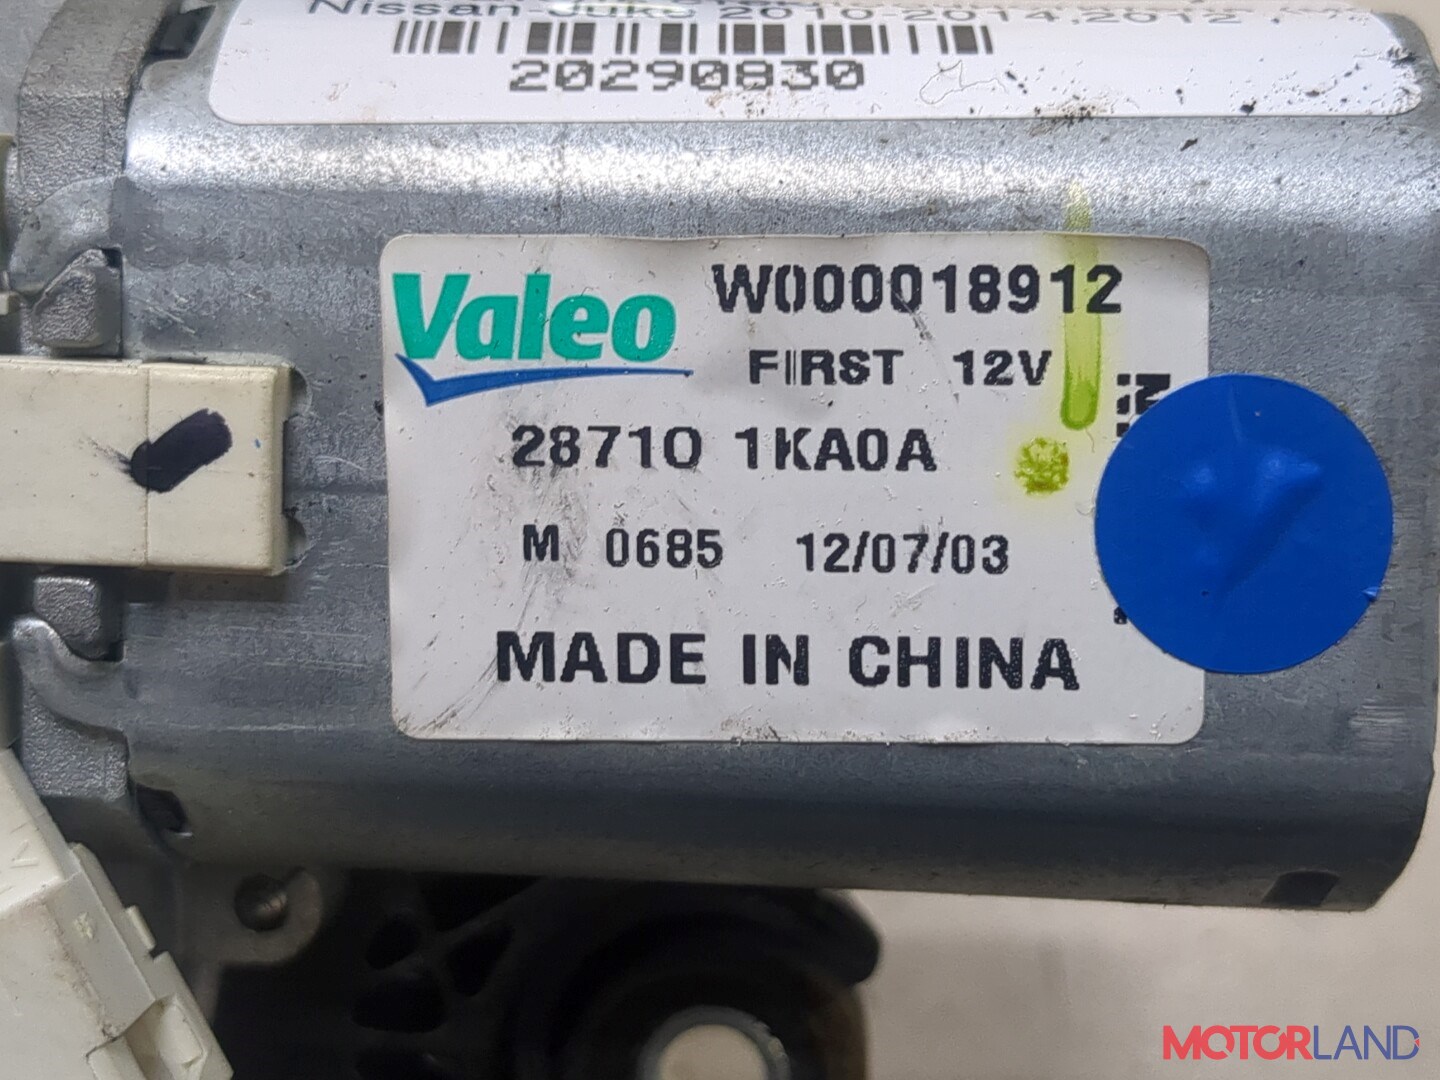 Nissan Juke 2010-2014,2012
20290830
Valeo W000018912
FIRST 12V
28710 1KA0A
M 0685 12/07/03
MADE IN CHINA
MOTORLAND